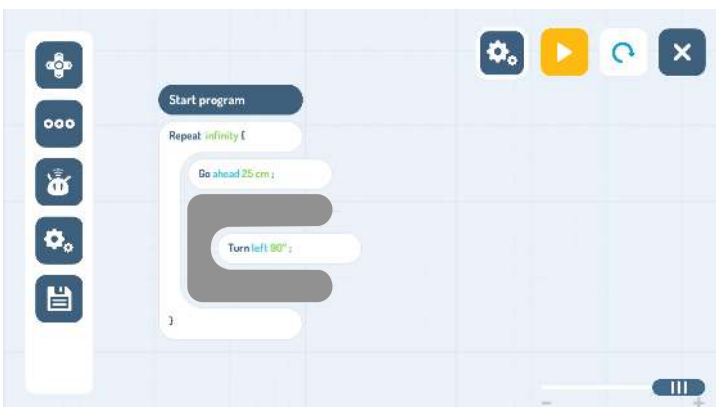 Start program
Repeat infinity {
Go ahead 25 cm ;
Turn left 90° ;
}